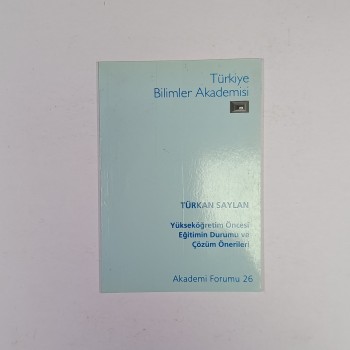 Türkiye
Bilimler Akademisi
TÜRKAN SAYLAN
Yükseköğretim Öncesi
Eğitimin Durumu ve
Çözüm Önerileri
Akademi Forumu 26